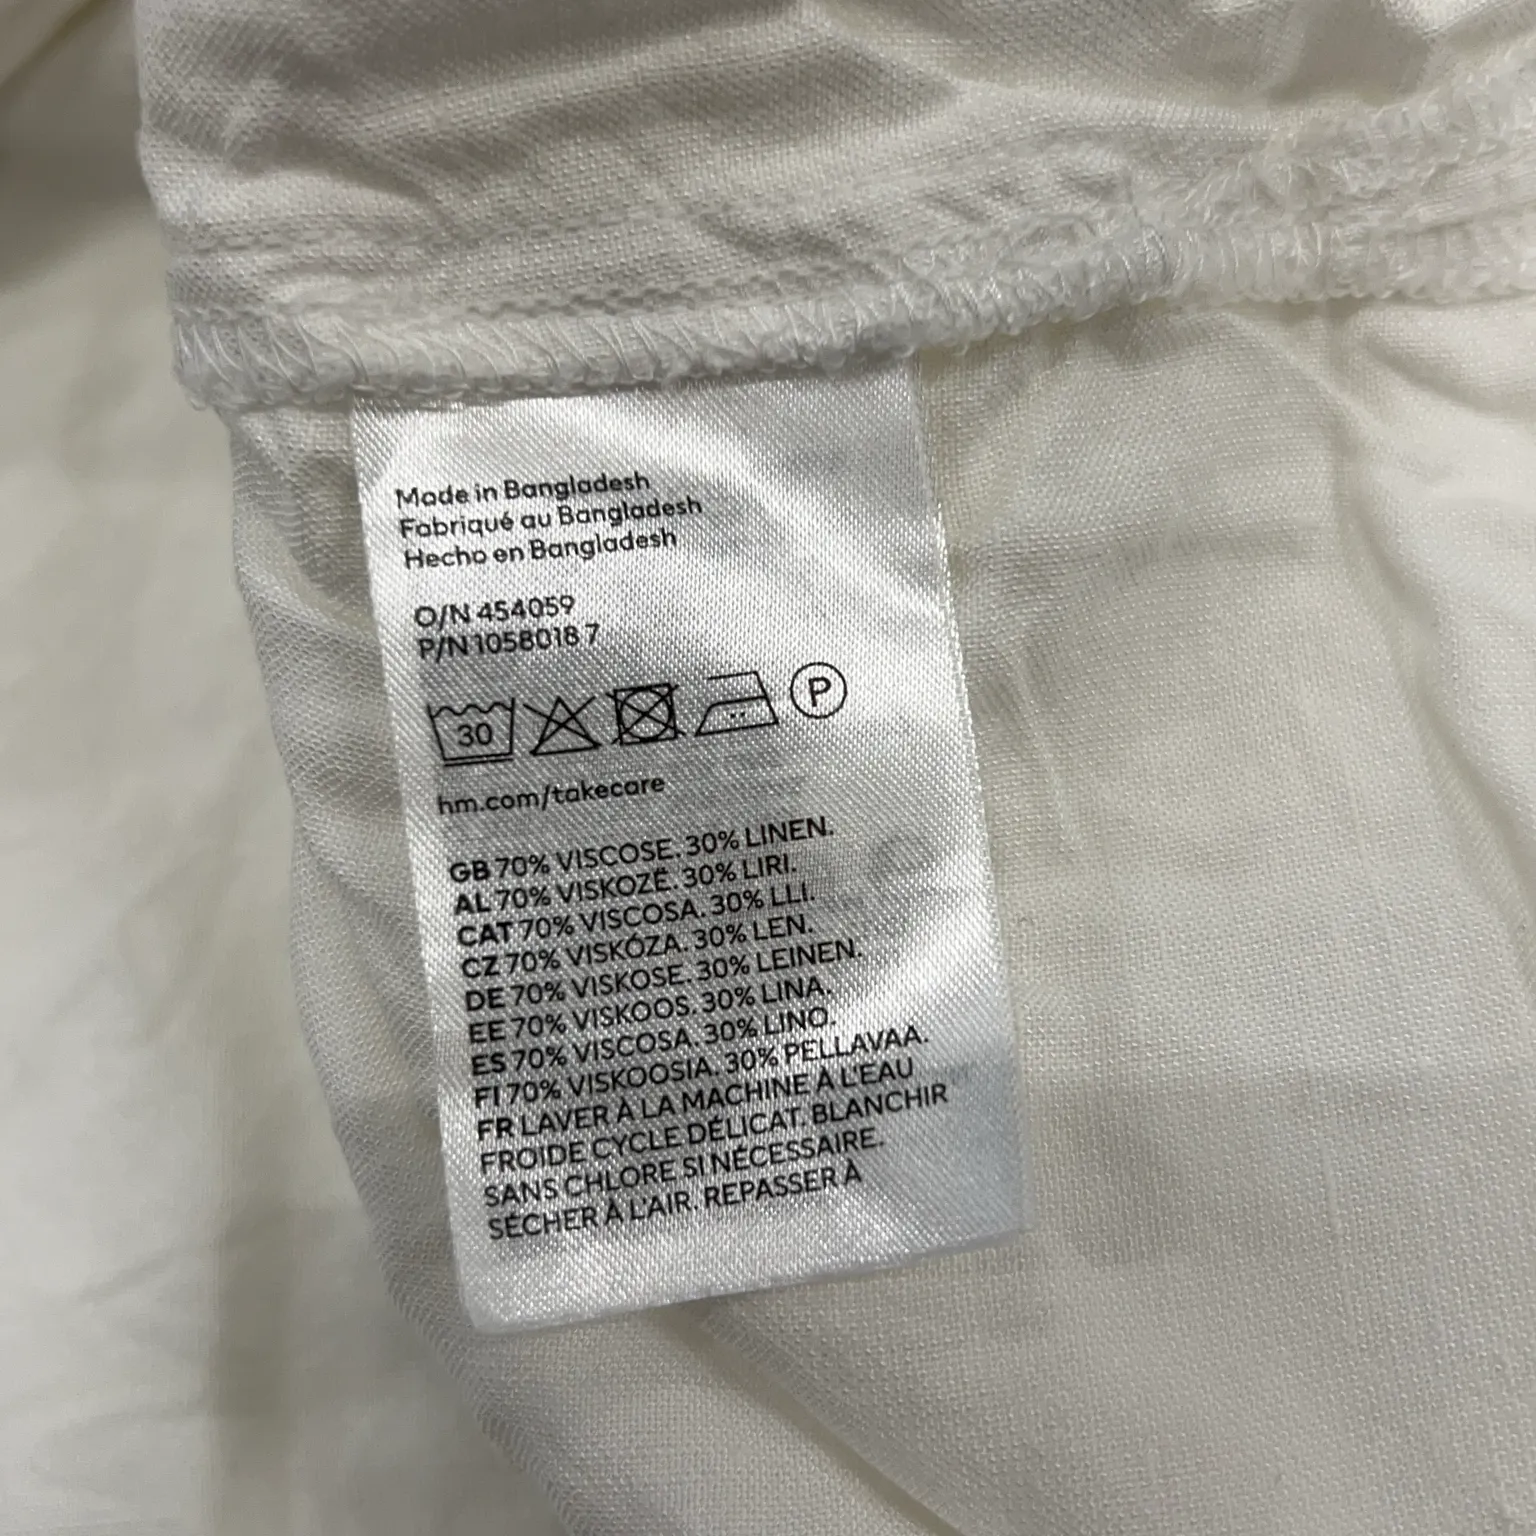 Made in Bangladesh
Fabriqué au Bangladesh
Hecho en Bangladesh
O/N 454059
P/N 1058018 7
30 P
hm.com/takecare
GB 70% VISCOSE. 30% LINEN.
AL 70% VISKOZË. 30% LIRI.
CAT 70% VISCOSA. 30% LLI.
CZ 70% VISKÓZA. 30% LEN.
DE 70% VISKOSE. 30% LEINEN.
EE 70% VISKOOS. 30% LINA.
ES 70% VISCOSA. 30% LINO.
FI 70% VISKOOSIA. 30% PELLAVAA.
FR LAVER À LA MACHINE À L'EAU
FROIDE CYCLE DÉLICAT. BLANCHIR
SANS CHLORE SI NÉCESSAIRE.
SÉCHER À L'AIR. REPASSER À